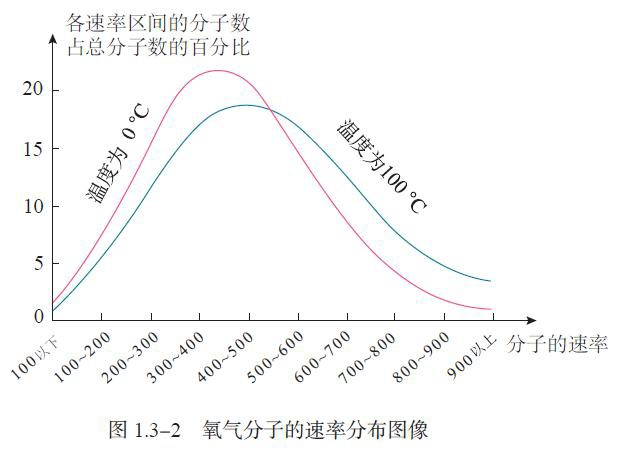 各速率区间的分子数
占总分子数的百分比
20
15
10
5
0
温度为 0 ℃
温度为100 ℃
100以下
100~200
200~300
300~400
400~500
500~600
600~700
700~800
800~900
900以上
分子的速率
图 1.3-2 氧气分子的速率分布图像